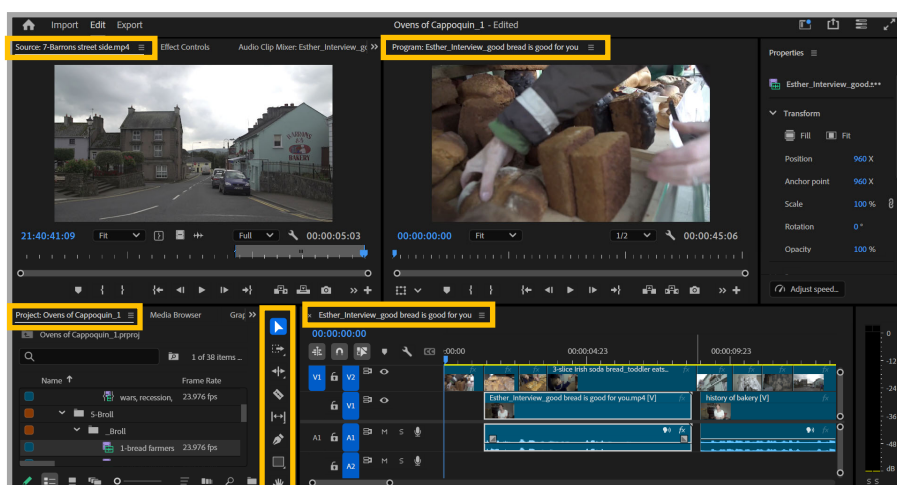 Import Edit Export Ovens of Cappoquin_1 - Edited
Source: 7-Barrons street side.mp4 Effect Controls Audio Clip Mixer: Esther_Interview_go Program: Esther_Interview_good bread is good for you
Properties
Esther_Interview_good.s•••
Transform
Fill Fit
Position 960 X
Anchor point 960 X
Scale 100 %
Rotation 0 °
Opacity 100 %
Adjust speed...
BARRONS
BAKERY
21:40:41:09 Fit Full 00:00:05:03
00:00:00:00 Fit 1/2 00:00:45:06
Project: Ovens of Cappoquin_1 Media Browser
Ovens of Cappoquin_1.prproj
1 of 38 items ...
Name Frame Rate
wars, recession, 23.976 fps
5-Broll
_Broll
1-bread farmers 23.976 fps
× Esther_Interview_good bread is good for you
00:00:00:00
:00:00 00:00:04:23 00:00:09:23
V1 V2 fx
3-slice Irish soda bread_toddler eats..
V1
Esther_Interview_good bread is good for you.mp4 [V] history of bakery [V]
A1 A1 M S fx
A2 M S
0
-12
-24
-36
-48
dB
S S